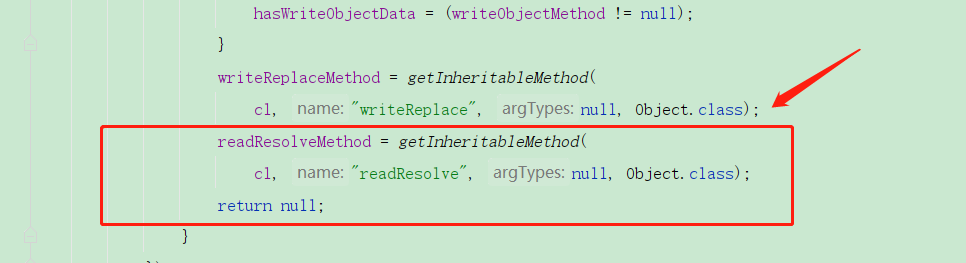 hasWriteObjectData = (writeObjectMethod != null);
}
writeReplaceMethod = getInheritableMethod(
cl, name: "writeReplace", argTypes: null, Object.class);
readResolveMethod = getInheritableMethod(
cl, name: "readResolve", argTypes: null, Object.class);
return null;
}